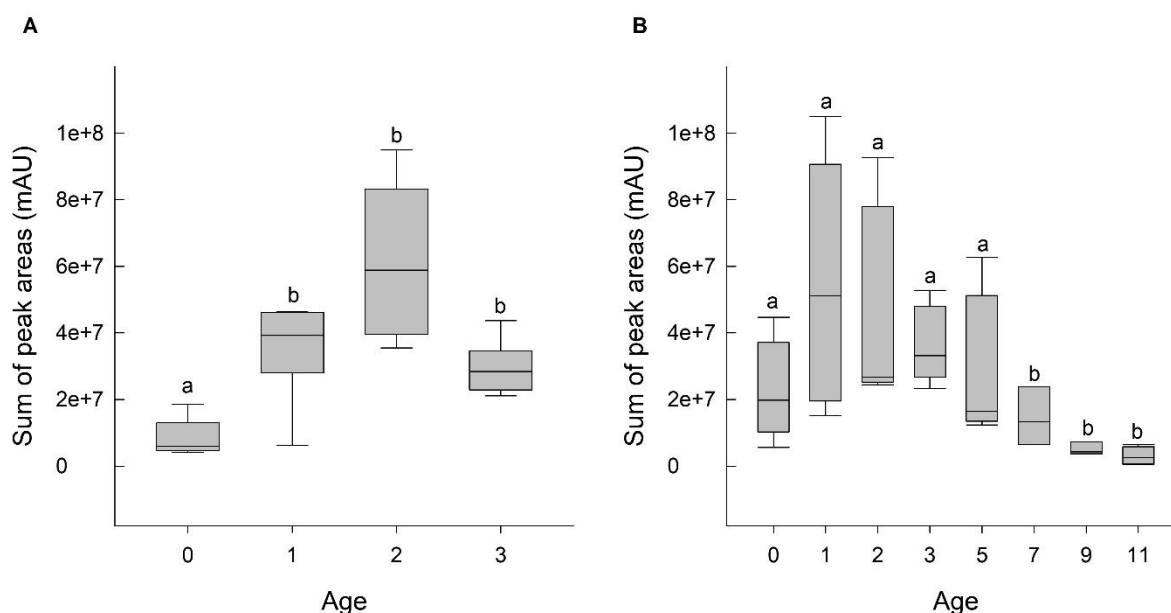 A
Sum of peak areas (mAU)
1e+8
8e+7
6e+7
4e+7
2e+7
0
a
b
b
b
0 1 2 3
Age
B
Sum of peak areas (mAU)
1e+8
8e+7
6e+7
4e+7
2e+7
0
a
a
a
a
a
b
b
b
0 1 2 3 5 7 9 11
Age